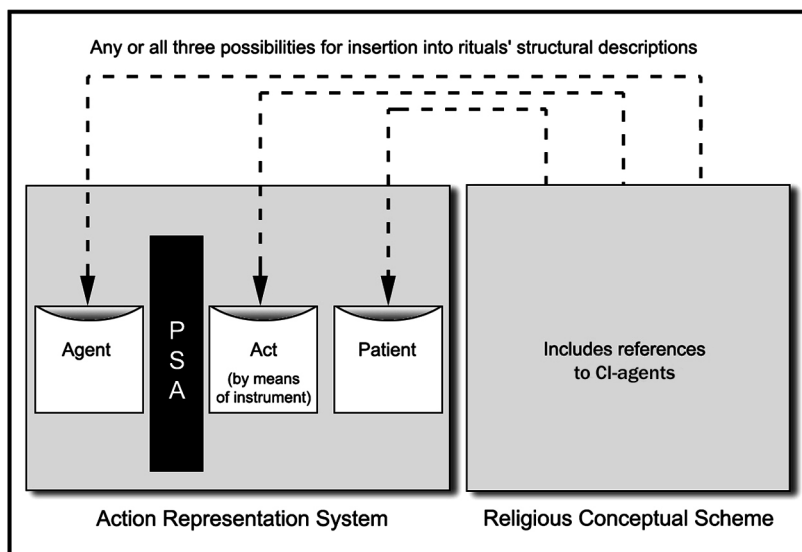 Any or all three possibilities for insertion into rituals' structural descriptions
Agent
P
S
A
Act
(by means
of instrument)
Patient
Includes references
to CI-agents
Action Representation System
Religious Conceptual Scheme